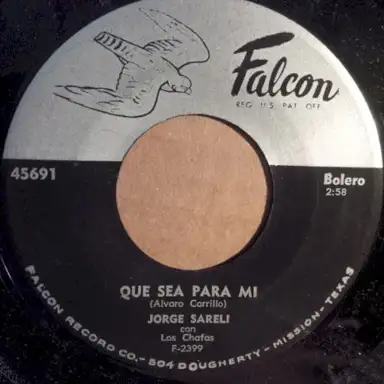 Falcon
REG. U.S. PAT. OFF.
45691
Bolero
2:58
QUE SEA PARA MI
(Alvaro Carrillo)
JORGE SARELI
con
Los Chafas
F-2399
FALCON RECORD CO.- 504 DOUGHERTY - MISSION, TEXAS